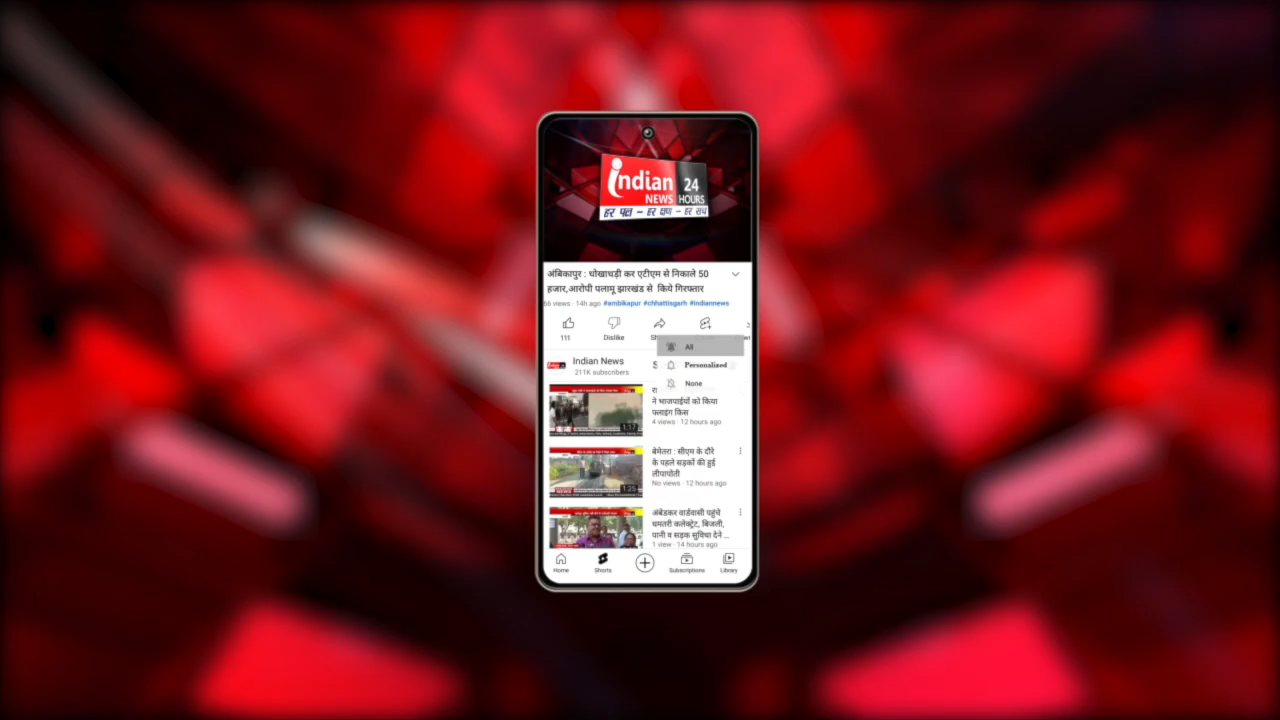 indian
24
NEWS
HOURS
हर पल – हर क्षण – हर सच
अंबिकापुर : धोखाधड़ी कर एटीएम से निकाले 50
हजार,आरोपी पलामू झारखंड से किये गिरफ्तार
66 views · 14h ago #ambikapur #chhattisgarh #indiannews
111
Dislike
All
Indian News
Personalized
211K subscribers
None
ने भाजपाईयों को किया
फ्लाइंग किस
1:17
4 views · 12 hours ago
बेमेतरा : सीएम के दौरे
के पहले सड़कों की हुई
लीपापोती
No views · 12 hours ago
1:25
अंबेडकर वार्डवासी पहुंचे
धमतरी कलेक्ट्रेट, बिजली,
पानी व सड़क सुविधा देने ...
1 view · 14 hours ago
Home
Shorts
Subscriptions
Library